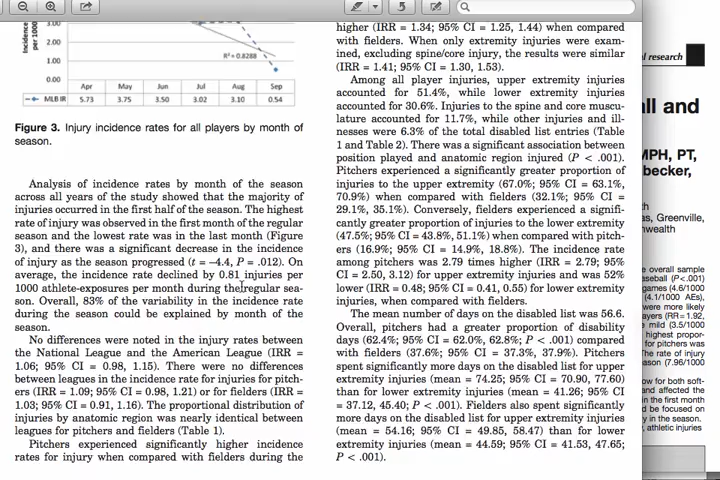 3.00
2.00
1.00
0.00
Incidence
per 1000
R² = 0.8288
Apr May Jun Jul Aug Sep
MLB IR 5.73 3.75 3.50 3.02 3.10 0.54
Figure 3. Injury incidence rates for all players by month of
season.
Analysis of incidence rates by month of the season
across all years of the study showed that the majority of
injuries occurred in the first half of the season. The highest
rate of injury was observed in the first month of the regular
season and the lowest rate was in the last month (Figure
3), and there was a significant decrease in the incidence
of injury as the season progressed (t = –4.4, P = .012). On
average, the incidence rate declined by 0.81 injuries per
1000 athlete-exposures per month during the regular sea-
son. Overall, 83% of the variability in the incidence rate
during the season could be explained by month of the
season.
No differences were noted in the injury rates between
the National League and the American League (IRR =
1.06; 95% CI = 0.98, 1.15). There were no differences
between leagues in the incidence rate for injuries for pitch-
ers (IRR = 1.09; 95% CI = 0.98, 1.21) or for fielders (IRR =
1.03; 95% CI = 0.91, 1.16). The proportional distribution of
injuries by anatomic region was nearly identical between
leagues for pitchers and fielders (Table 1).
Pitchers experienced significantly higher incidence
rates for injury when compared with fielders during the
higher (IRR = 1.34; 95% CI = 1.25, 1.44) when compared
with fielders. When only extremity injuries were exam-
ined, excluding spine/core injury, the results were similar
(IRR = 1.41; 95% CI = 1.30, 1.53).
Among all player injuries, upper extremity injuries
accounted for 51.4%, while lower extremity injuries
accounted for 30.6%. Injuries to the spine and core muscu-
lature accounted for 11.7%, while other injuries and ill-
nesses were 6.3% of the total disabled list entries (Table
1 and Table 2). There was a significant association between
position played and anatomic region injured (P < .001).
Pitchers experienced a significantly greater proportion of
injuries to the upper extremity (67.0%; 95% CI = 63.1%,
70.9%) when compared with fielders (32.1%; 95% CI =
29.1%, 35.1%). Conversely, fielders experienced a signifi-
cantly greater proportion of injuries to the lower extremity
(47.5%; 95% CI = 43.8%, 51.1%) when compared with pitch-
ers (16.9%; 95% CI = 14.9%, 18.8%). The incidence rate
among pitchers was 2.79 times higher (IRR = 2.79; 95%
CI = 2.50, 3.12) for upper extremity injuries and was 52%
lower (IRR = 0.48; 95% CI = 0.41, 0.55) for lower extremity
injuries, when compared with fielders.
The mean number of days on the disabled list was 56.6.
Overall, pitchers had a greater proportion of disability
days (62.4%; 95% CI = 62.0%, 62.8%; P < .001) compared
with fielders (37.6%; 95% CI = 37.3%, 37.9%). Pitchers
spent significantly more days on the disabled list for upper
extremity injuries (mean = 74.25; 95% CI = 70.90, 77.60)
than for lower extremity injuries (mean = 41.26; 95% CI
= 37.12, 45.40; P < .001). Fielders also spent significantly
more days on the disabled list for upper extremity injuries
(mean = 54.16; 95% CI = 49.85, 58.47) than for lower
extremity injuries (mean = 44.59; 95% CI = 41.53, 47.65;
P < .001).
l research
all and
MPH, PT,
becker,
as, Greenville,
nwealth
e overall sample
seball (P<.001)
games (4.6/1000
(4.1/1000 AEs),
were more likely
ayers (RR=1.92,
mild (3.5/1000
highest propor-
for pitchers was
The rate of injury
ason (7.96/1000
ow for both soft-
and affected the
in the first month
d be focused on
y in the season.
, athletic injuries